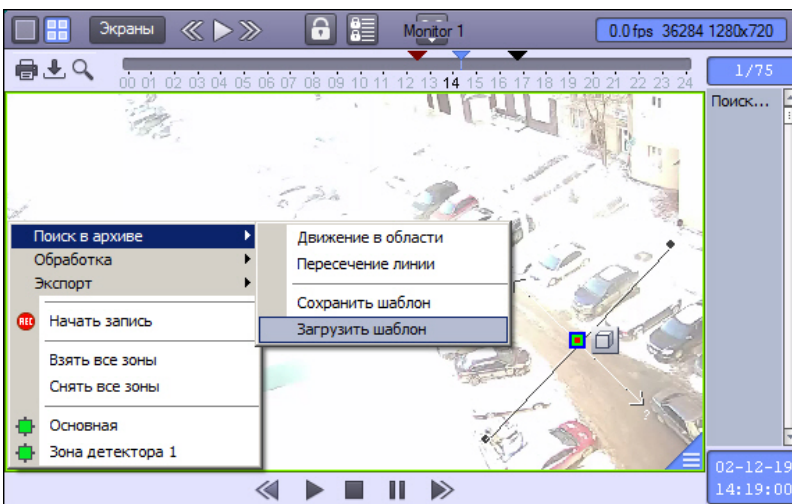 Экраны
Monitor 1
0.0 fps 36284 1280x720
00 01 02 03 04 05 06 07 08 09 10 11 12 13 14 15 16 17 18 19 20 21 22 23 24
1/75
Поиск...
Поиск в архиве
Обработка
Экспорт
REC Начать запись
Взять все зоны
Снять все зоны
Основная
Зона детектора 1
Движение в области
Пересечение линии
Сохранить шаблон
Загрузить шаблон
?
02-12-19
14:19:00